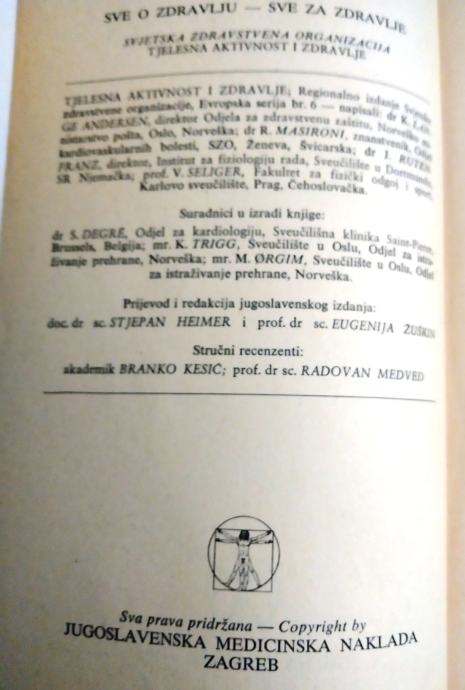 SVE O ZDRAVLJU — SVE ZA ZDRAVLJE
SVJETSKA ZDRAVSTVENA ORGANIZACIJA
TJELESNA AKTIVNOST I ZDRAVLJE
TJELESNA AKTIVNOST I ZDRAVLJE; Regionalno izdanje Svjetske
zdravstvene organizacije, Evropska serija br. 6 — napisali: dr K.
GE ANDERSEN, direktor Odjela za zdravstvenu zaštitu, Norveško
nistarstvo pošta, Oslo, Norveška; dr R. MASIRONI, znanstvenik, Odjel
kardiovaskularnih bolesti, SZO, Ženeva, Švicarska; dr J. RUTEN
FRANZ, direktor, Institut za fiziologiju rada, Sveučilište u Dortmundu,
SR Njemačka; prof. V. SELIGER, Fakultet za fizički odgoj i sport,
Karlovo sveučilište, Prag, Čehoslovačka.
Suradnici u izradi knjige:
dr S. DEGRÉ, Odjel za kardiologiju, Sveučilišna klinika Saint-Pierre,
Brussels, Belgija; mr. K. TRIGG, Sveučilište u Oslu, Odjel za istra-
živanje prehrane, Norveška; mr. M. ØRGIM, Sveučilište u Oslu, Odjel
za istraživanje prehrane, Norveška.
Prijevod i redakcija jugoslavenskog izdanja:
doc. dr sc. STJEPAN HEIMER i prof. dr sc. EUGENIJA ŽUŠKIN
Stručni recenzenti:
akademik BRANKO KESIĆ; prof. dr sc. RADOVAN MEDVED
Sva prava pridržana — Copyright by
JUGOSLAVENSKA MEDICINSKA NAKLADA
ZAGREB